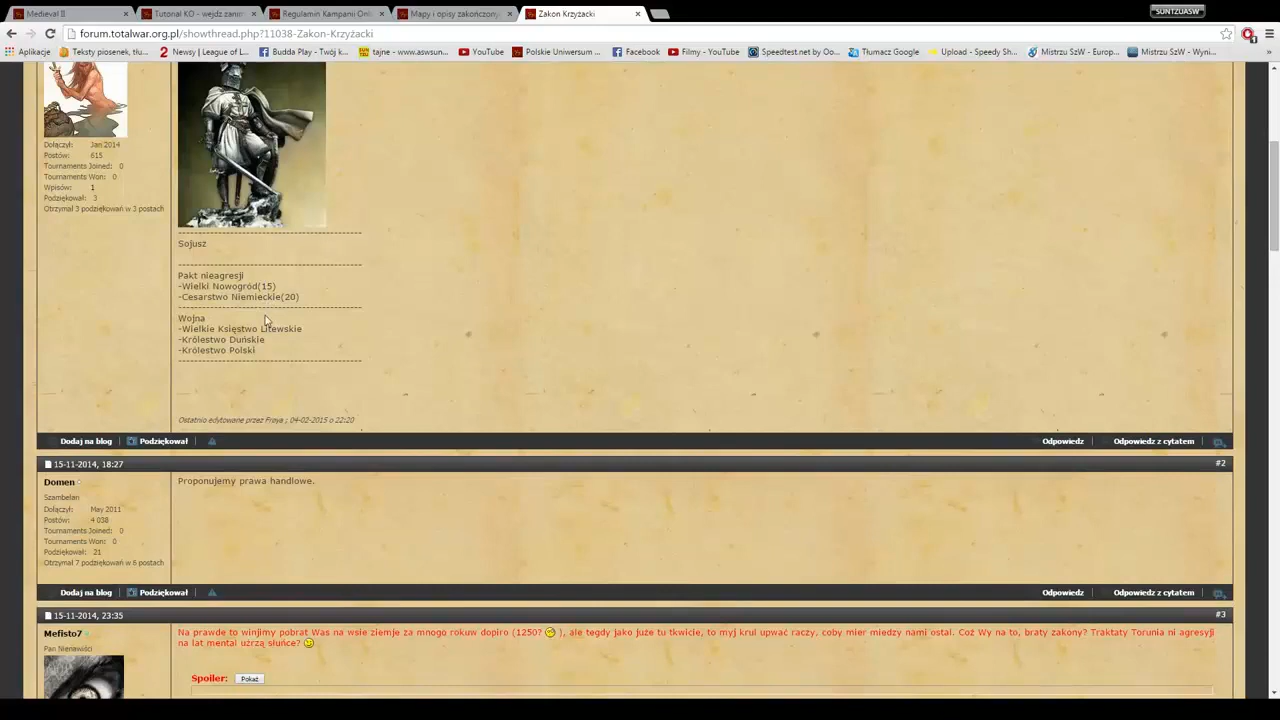 Medieval II
Tutorial KO - wejdź zanim
Regulamin Kampanii Onli
Mapy i opisy zakończony
Zakon Krzyżacki
SUNTZUASW
forum.totalwar.org.pl/showthread.php?11038-Zakon-Krzyżacki
Aplikacje
Teksty piosenek, tłu...
Newsy | League of L...
Budda Play - Twój k...
tajne - www.aswsun...
YouTube
Polskie Uniwersum ...
Facebook
Filmy - YouTube
Speedtest.net by Oo...
Tłumacz Google
Upload - Speedy Sh...
Mistrzu SzW - Europ...
Mistrzu SzW - Wyni...
»
Dołączył: Jan 2014
Postów: 615
Tournaments Joined: 0
Tournaments Won: 0
Wpisów: 1
Podziękował: 3
Otrzymał 3 podziękowań w 3 postach
Sojusz
Pakt nieagresji
-Wielki Nowogród(15)
-Cesarstwo Niemieckie(20)
Wojna
-Wielkie Księstwo Litewskie
-Królestwo Duńskie
-Królestwo Polski
Ostatnio edytowane przez Freya ; 04-02-2015 o 22:20
Dodaj na blog
Podziękował
Odpowiedz
Odpowiedz z cytatem
15-11-2014, 18:27
#2
Domen
Szambelan
Dołączył: May 2011
Postów: 4 038
Tournaments Joined: 0
Tournaments Won: 0
Podziękował: 21
Otrzymał 7 podziękowań w 6 postach
Proponujemy prawa handlowe.
Dodaj na blog
Podziękował
Odpowiedz
Odpowiedz z cytatem
15-11-2014, 23:35
#3
Mefisto7
Pan Nienawiści
Na prawde to winjimy pobrat Was na wsie ziemje za mnogo rokuw dopiro (1250? ), ale tegdy jako juże tu tkwicie, to myj krul upwać raczy, coby mier miedzy nami ostal. Coż Wy na to, braty zakony? Traktaty Torunia ni agresyji
na lat mental użrzą słuńce?
Spoiler: Pokaż